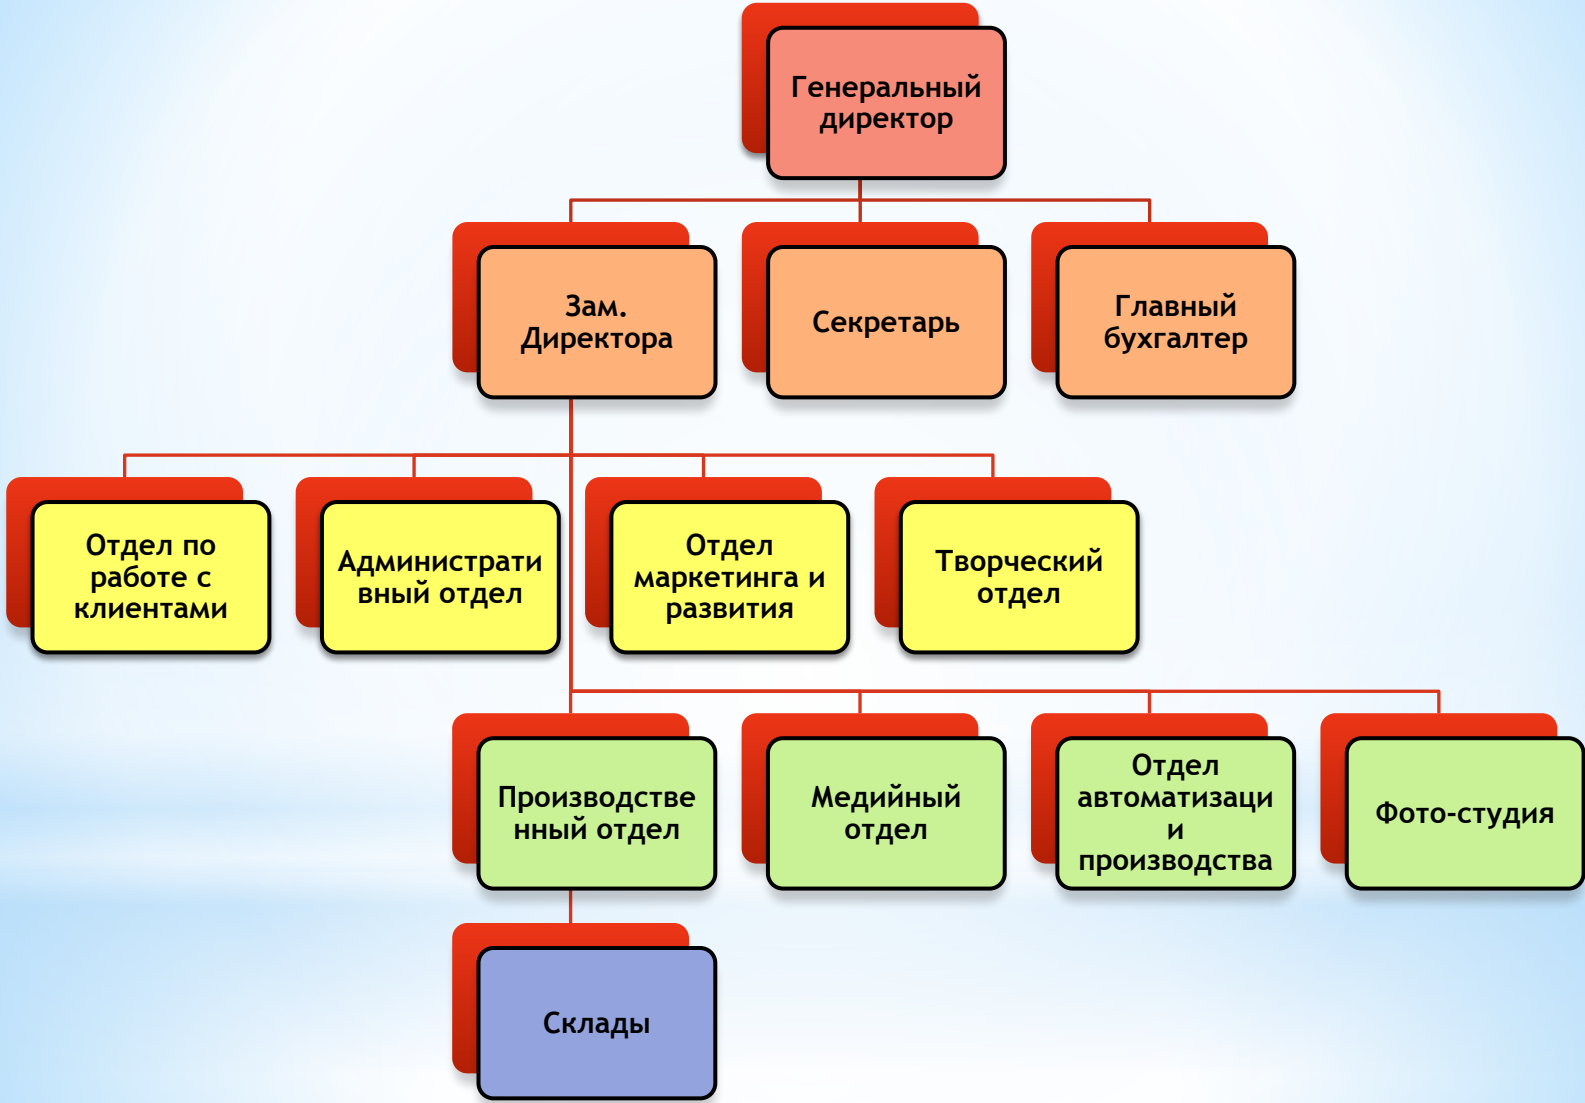 Генеральный
директор
Зам.
Директора
Секретарь
Главный
бухгалтер
Отдел по
работе с
клиентами
Администрати
вный отдел
Отдел
маркетинга и
развития
Творческий
отдел
Производстве
нный отдел
Медийный
отдел
Отдел
автоматизаци
и
производства
Фото-студия
Склады